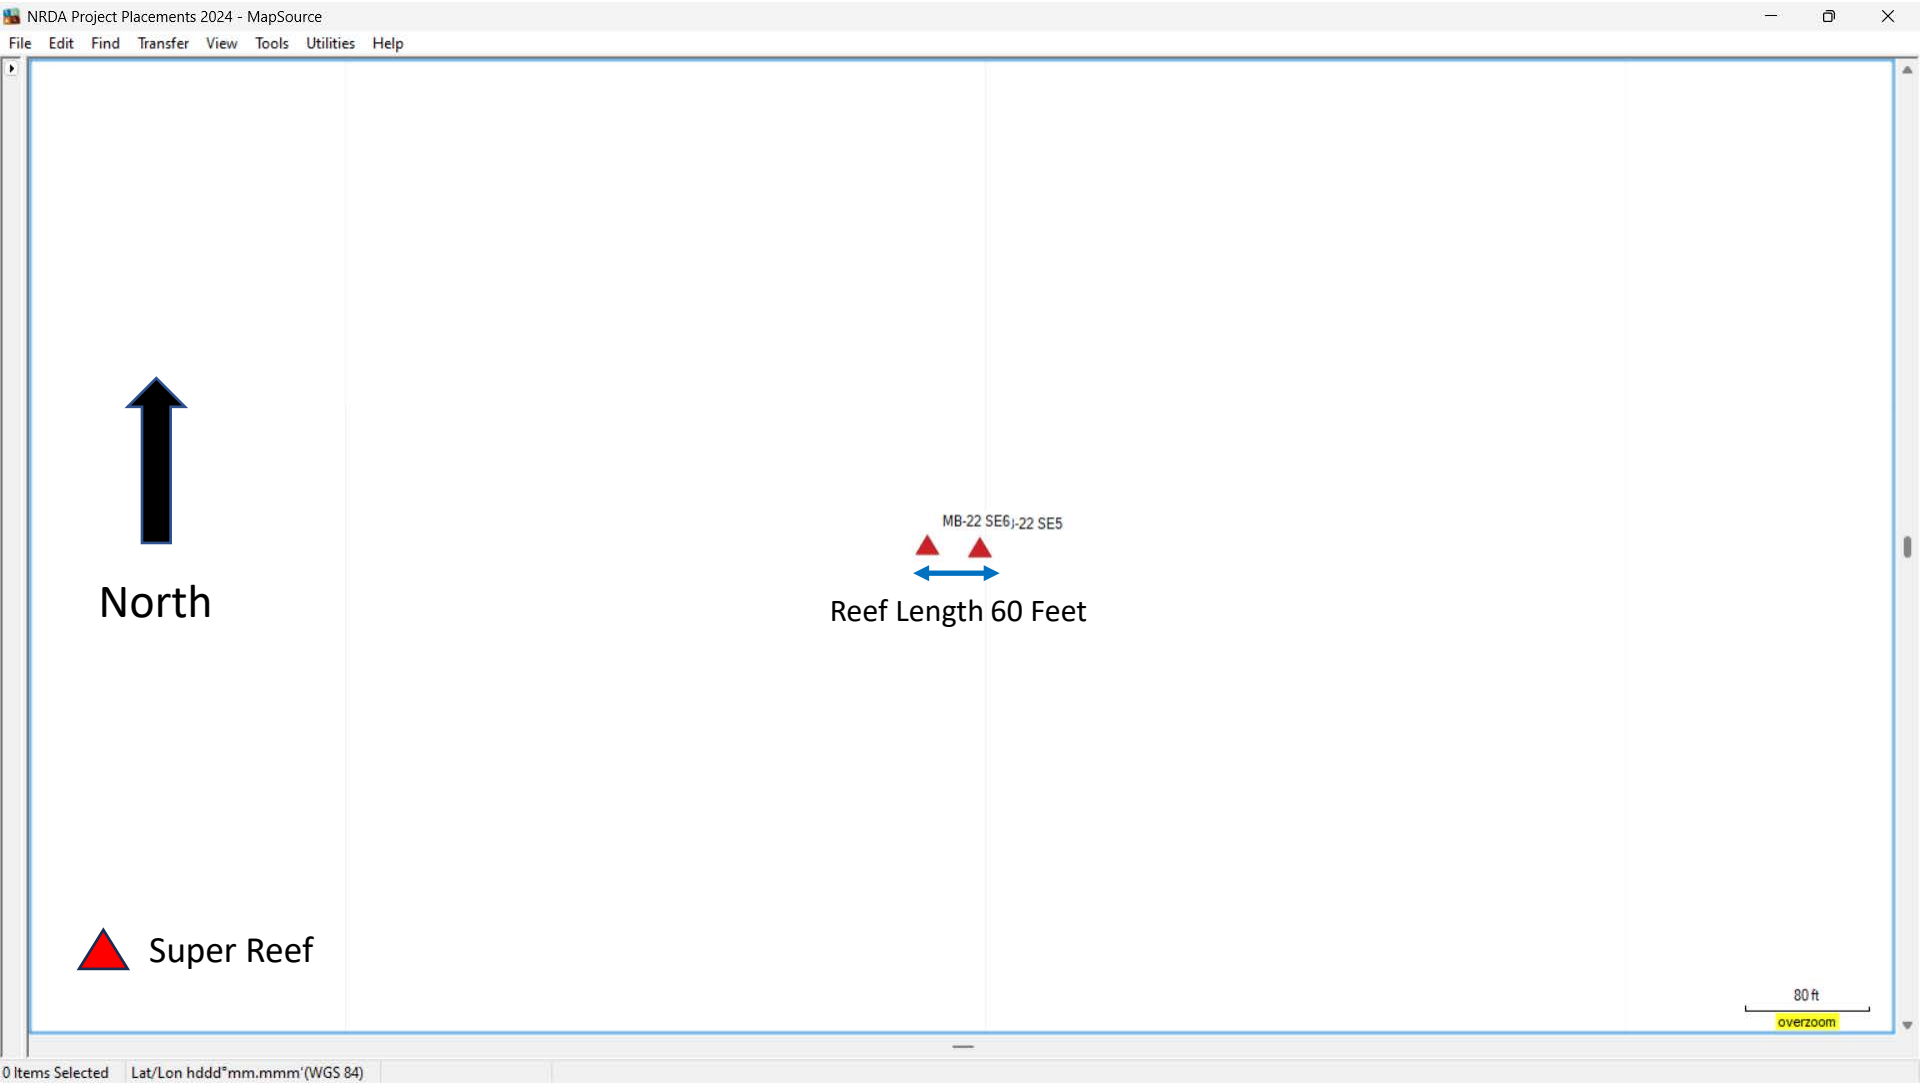 NRDA Project Placements 2024 - MapSource
File Edit Find Transfer View Tools Utilities Help
MB-22 SE6
-22 SE5
Reef Length 60 Feet
North
Super Reef
80 ft
overzoom
0 Items Selected Lat/Lon hddd°mm.mmm'(WGS 84)